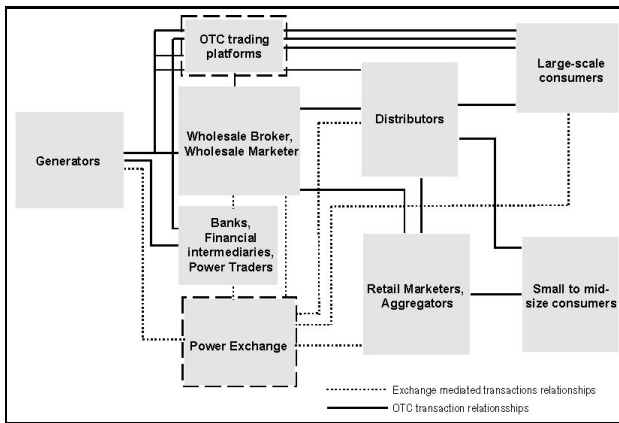 OTC trading
platforms
Large-scale
consumers
Distributors
Wholesale Broker,
Wholesale Marketer
Generators
Banks,
Financial
intermediaries,
Power Traders
Retail Marketers,
Aggregators
Small to mid-
size consumers
Power Exchange
Exchange mediated transactions relationships
OTC transaction relationsships